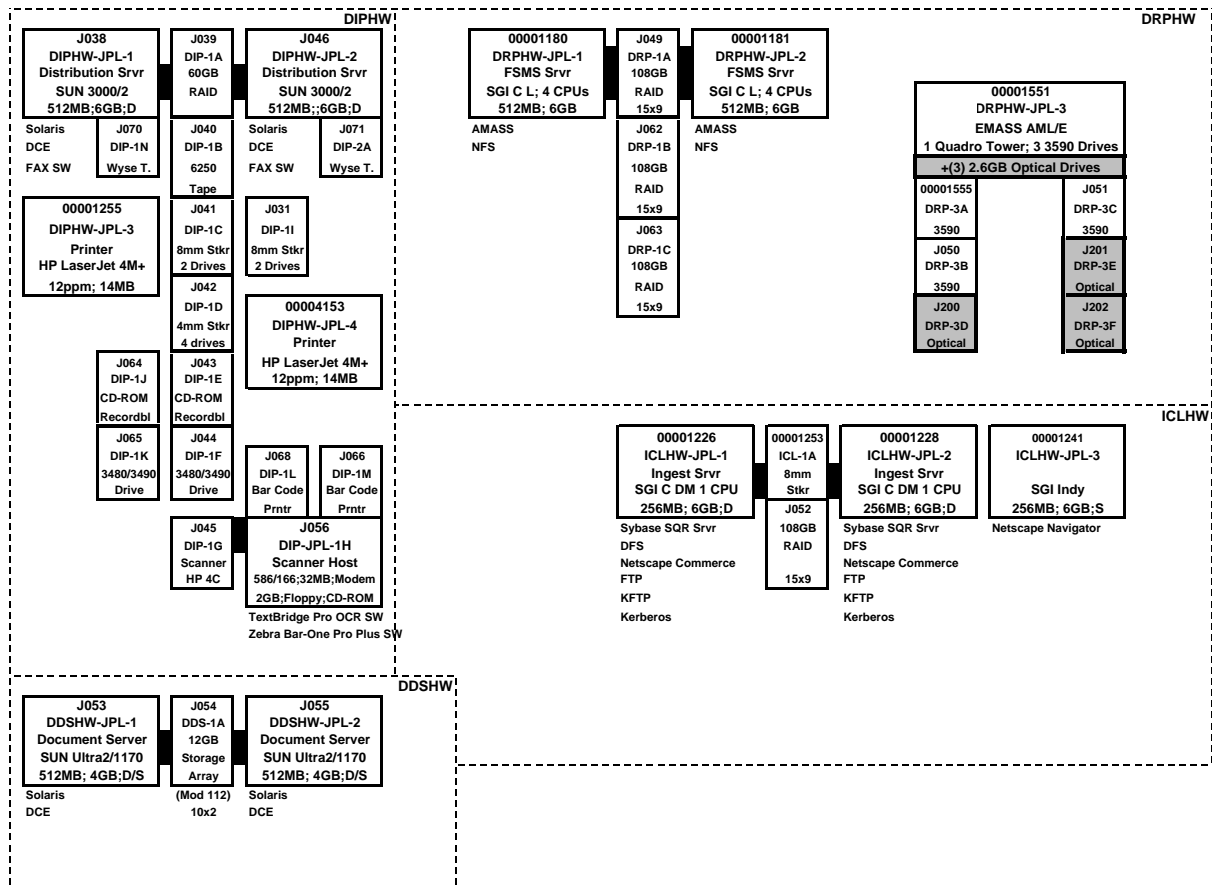 DIPHW
J038
DIPHW-JPL-1
Distribution Srvr
SUN 3000/2
512MB;6GB;D
Solaris
DCE
FAX SW
J070
DIP-1N
Wyse T.
J039
DIP-1A
60GB
RAID
J040
DIP-1B
6250
Tape
J046
DIPHW-JPL-2
Distribution Srvr
SUN 3000/2
512MB;;6GB;D
Solaris
DCE
FAX SW
J071
DIP-2A
Wyse T.
00001255
DIPHW-JPL-3
Printer
HP LaserJet 4M+
12ppm; 14MB
J041
DIP-1C
8mm Stkr
2 Drives
J031
DIP-1I
8mm Stkr
2 Drives
J042
DIP-1D
4mm Stkr
4 drives
00004153
DIPHW-JPL-4
Printer
HP LaserJet 4M+
12ppm; 14MB
J064
DIP-1J
CD-ROM
Recordbl
J043
DIP-1E
CD-ROM
Recordbl
J065
DIP-1K
3480/3490
Drive
J044
DIP-1F
3480/3490
Drive
J068
DIP-1L
Bar Code
Prntr
J066
DIP-1M
Bar Code
Prntr
J045
DIP-1G
Scanner
HP 4C
J056
DIP-JPL-1H
Scanner Host
586/166;32MB;Modem
2GB;Floppy;CD-ROM
TextBridge Pro OCR SW
Zebra Bar-One Pro Plus SW
DRPHW
00001180
DRPHW-JPL-1
FSMS Srvr
SGI C L; 4 CPUs
512MB; 6GB
AMASS
NFS
J049
DRP-1A
108GB
RAID
15x9
J062
DRP-1B
108GB
RAID
15x9
J063
DRP-1C
108GB
RAID
15x9
00001181
DRPHW-JPL-2
FSMS Srvr
SGI C L; 4 CPUs
512MB; 6GB
AMASS
NFS
00001551
DRPHW-JPL-3
EMASS AML/E
1 Quadro Tower; 3 3590 Drives
+(3) 2.6GB Optical Drives
00001555
DRP-3A
3590
J050
DRP-3B
3590
J200
DRP-3D
Optical
J051
DRP-3C
3590
J201
DRP-3E
Optical
J202
DRP-3F
Optical
ICLHW
00001226
ICLHW-JPL-1
Ingest Srvr
SGI C DM 1 CPU
256MB; 6GB;D
Sybase SQR Srvr
DFS
Netscape Commerce
FTP
KFTP
Kerberos
00001253
ICL-1A
8mm
Stkr
J052
108GB
RAID
15x9
00001228
ICLHW-JPL-2
Ingest Srvr
SGI C DM 1 CPU
256MB; 6GB;D
Sybase SQR Srvr
DFS
Netscape Commerce
FTP
KFTP
Kerberos
00001241
ICLHW-JPL-3
SGI Indy
256MB; 6GB;S
Netscape Navigator
DDSHW
J053
DDSHW-JPL-1
Document Server
SUN Ultra2/1170
512MB; 4GB;D/S
Solaris
DCE
J054
DDS-1A
12GB
Storage
Array
(Mod 112)
10x2
J055
DDSHW-JPL-2
Document Server
SUN Ultra2/1170
512MB; 4GB;D/S
Solaris
DCE